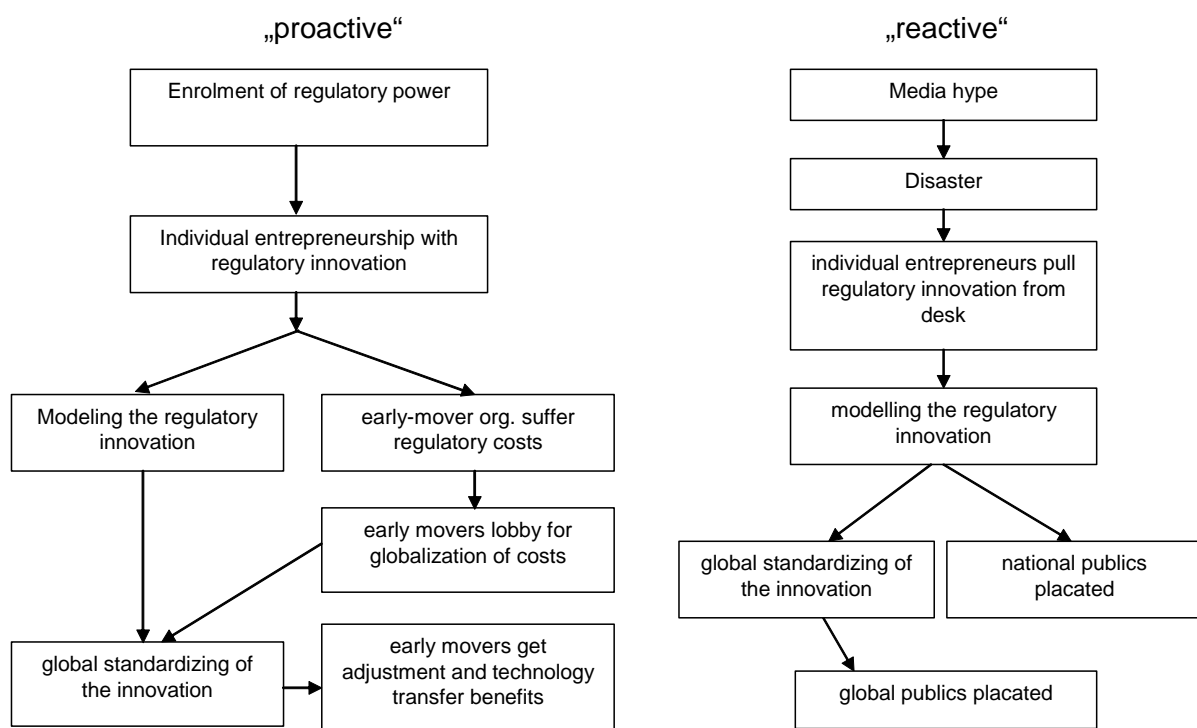 „proactive“
Enrolment of regulatory power
Individual entrepreneurship with
regulatory innovation
Modeling the regulatory
innovation
early-mover org. suffer
regulatory costs
early movers lobby for
globalization of costs
global standardizing of
the innovation
early movers get
adjustment and technology
transfer benefits
„reactive“
Media hype
Disaster
individual entrepreneurs pull
regulatory innovation from
desk
modelling the regulatory
innovation
global standardizing of
the innovation
national publics
placated
global publics placated